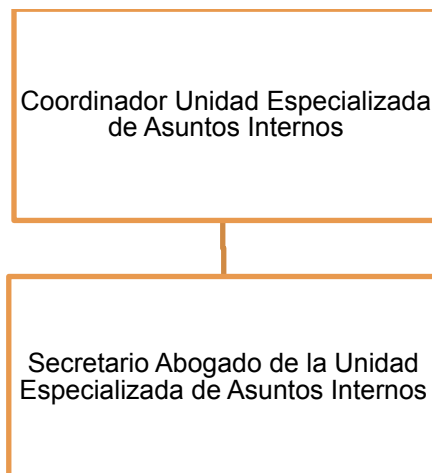 Coordinador Unidad Especializada
de Asuntos Internos
Secretario Abogado de la Unidad
Especializada de Asuntos Internos